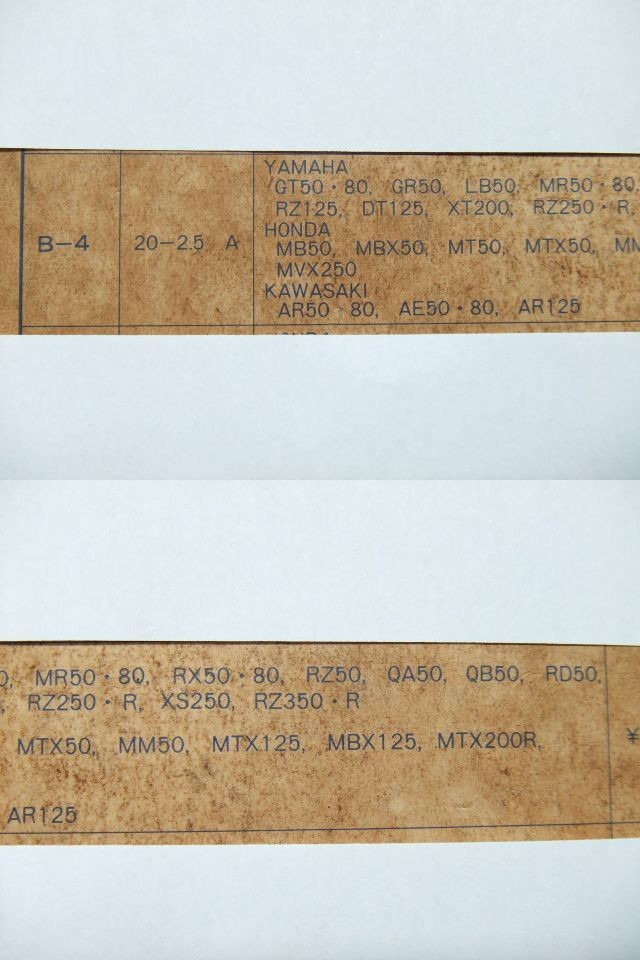 B-4
20-2.5 A
YAMAHA
GT50・80, GR50, LB50, MR50・80,
RZ125, DT125, XT200, RZ250・R,
HONDA
MB50, MBX50, MT50, MTX50, MM
MVX250
KAWASAKI
AR50・80, AE50・80, AR125
0, MR50・80, RX50・80, RZ50, QA50, QB50, RD50,
, RZ250・R, XS250, RZ350・R
MTX50, MM50, MTX125, MBX125, MTX200R,
¥
AR125